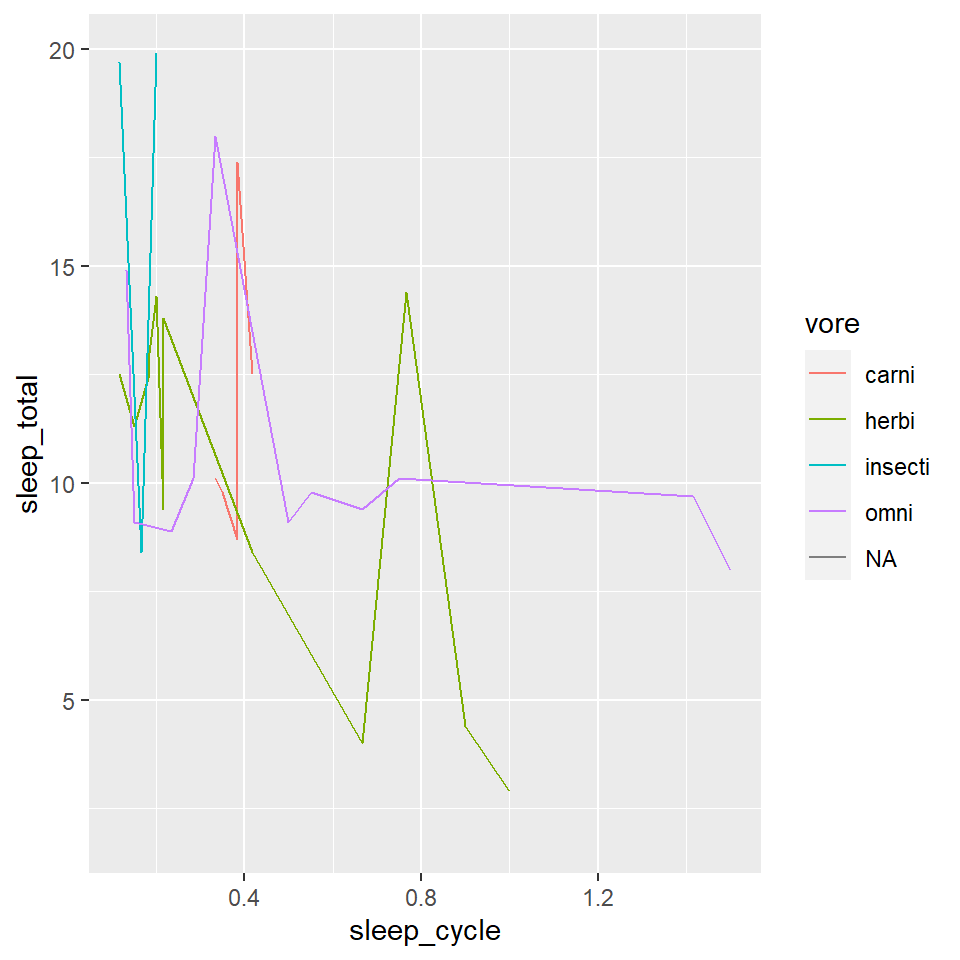 20
15
10
5
sleep_total
0.4 0.8 1.2
sleep_cycle
vore
carni
herbi
insecti
omni
NA